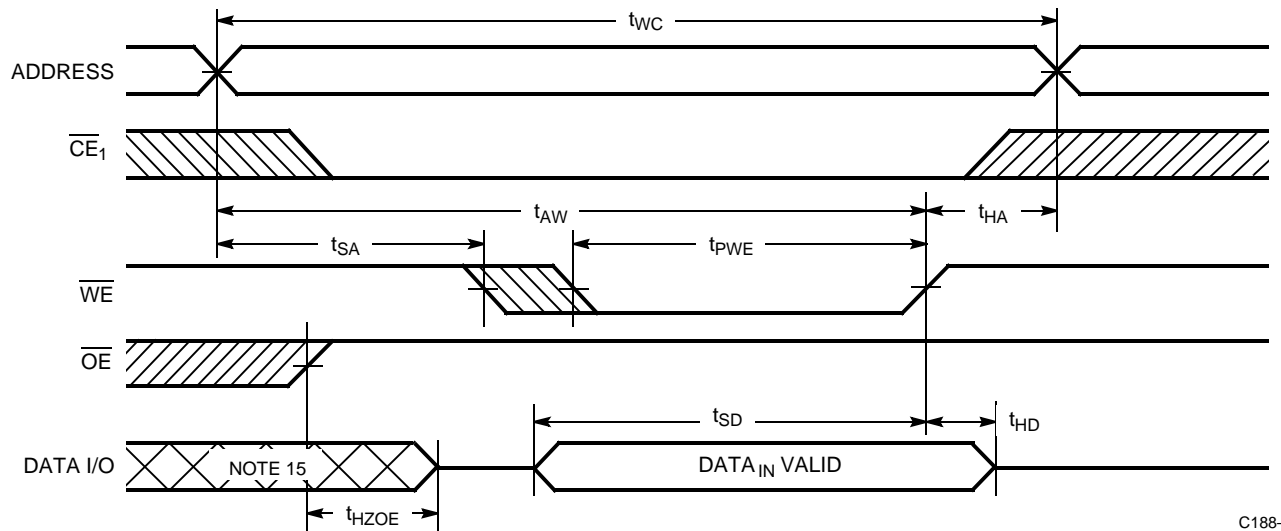 tWC
ADDRESS
CE1
tAW
tHA
tSA
tPWE
WE
OE
tSD
tHD
DATA I/O
NOTE 15
DATAIN VALID
tHZOE
C188-